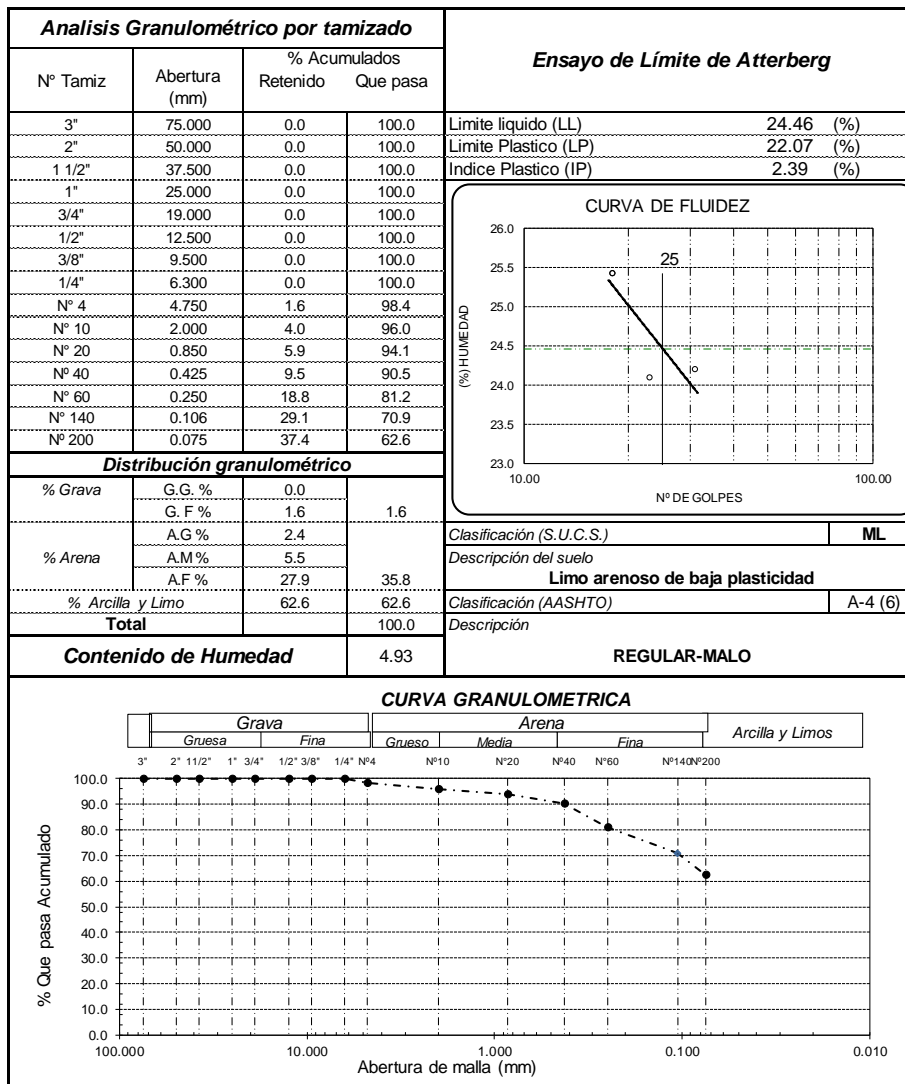 Analisis Granulométrico por tamizado
N° Tamiz Abertura (mm) % Acumulados
Retenido Que pasa
3" 75.000 0.0 100.0
2" 50.000 0.0 100.0
1 1/2" 37.500 0.0 100.0
1" 25.000 0.0 100.0
3/4" 19.000 0.0 100.0
1/2" 12.500 0.0 100.0
3/8" 9.500 0.0 100.0
1/4" 6.300 0.0 100.0
N° 4 4.750 1.6 98.4
N° 10 2.000 4.0 96.0
N° 20 0.850 5.9 94.1
Nº 40 0.425 9.5 90.5
N° 60 0.250 18.8 81.2
N° 140 0.106 29.1 70.9
Nº 200 0.075 37.4 62.6
Distribución granulométrico
% Grava G.G. % 0.0
G. F % 1.6 1.6
A.G % 2.4
% Arena A.M % 5.5
A.F % 27.9 35.8
% Arcilla y Limo 62.6 62.6
Total 100.0
Contenido de Humedad 4.93
Ensayo de Límite de Atterberg
Limite liquido (LL) 24.46 (%)
Limite Plastico (LP) 22.07 (%)
Indice Plastico (IP) 2.39 (%)
CURVA DE FLUIDEZ
25
26.0
25.5
25.0
24.5
24.0
23.5
23.0
(%) HUMEDAD
10.00 100.00
Nº DE GOLPES
Clasificación (S.U.C.S.) ML
Descripción del suelo
Limo arenoso de baja plasticidad
Clasificación (AASHTO) A-4 (6)
Descripción
REGULAR-MALO
CURVA GRANULOMETRICA
Grava Arena Arcilla y Limos
Gruesa Fina Grueso Media Fina
3" 2" 11/2" 1" 3/4" 1/2" 3/8" 1/4" Nº4 Nº10 Nº20 Nº40 Nº60 Nº140 Nº200
100.0
90.0
80.0
70.0
60.0
50.0
40.0
30.0
20.0
10.0
0.0
% Que pasa Acumulado
100.000 10.000 1.000 0.100 0.010
Abertura de malla (mm)